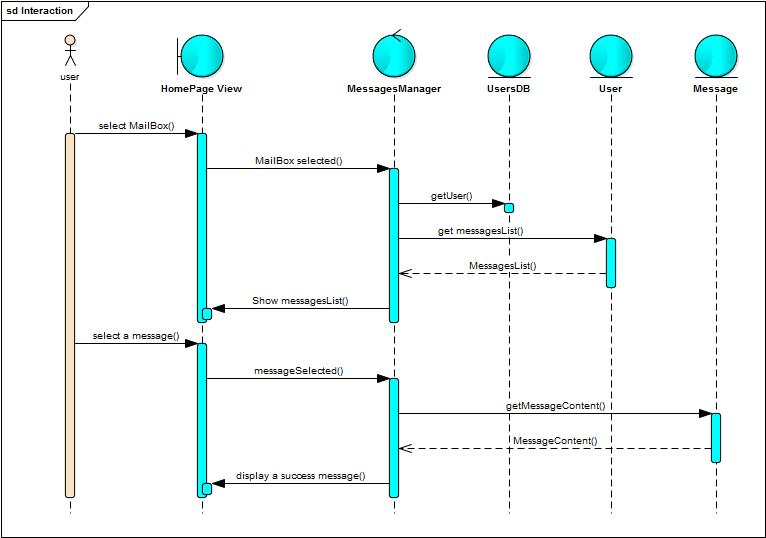 sd Interaction
user
HomePage View
MessagesManager
UsersDB
User
Message
select MailBox()
MailBox selected()
getUser()
get messagesList()
MessagesList()
Show messagesList()
select a message()
messageSelected()
getMessageContent()
MessageContent()
display a success message()